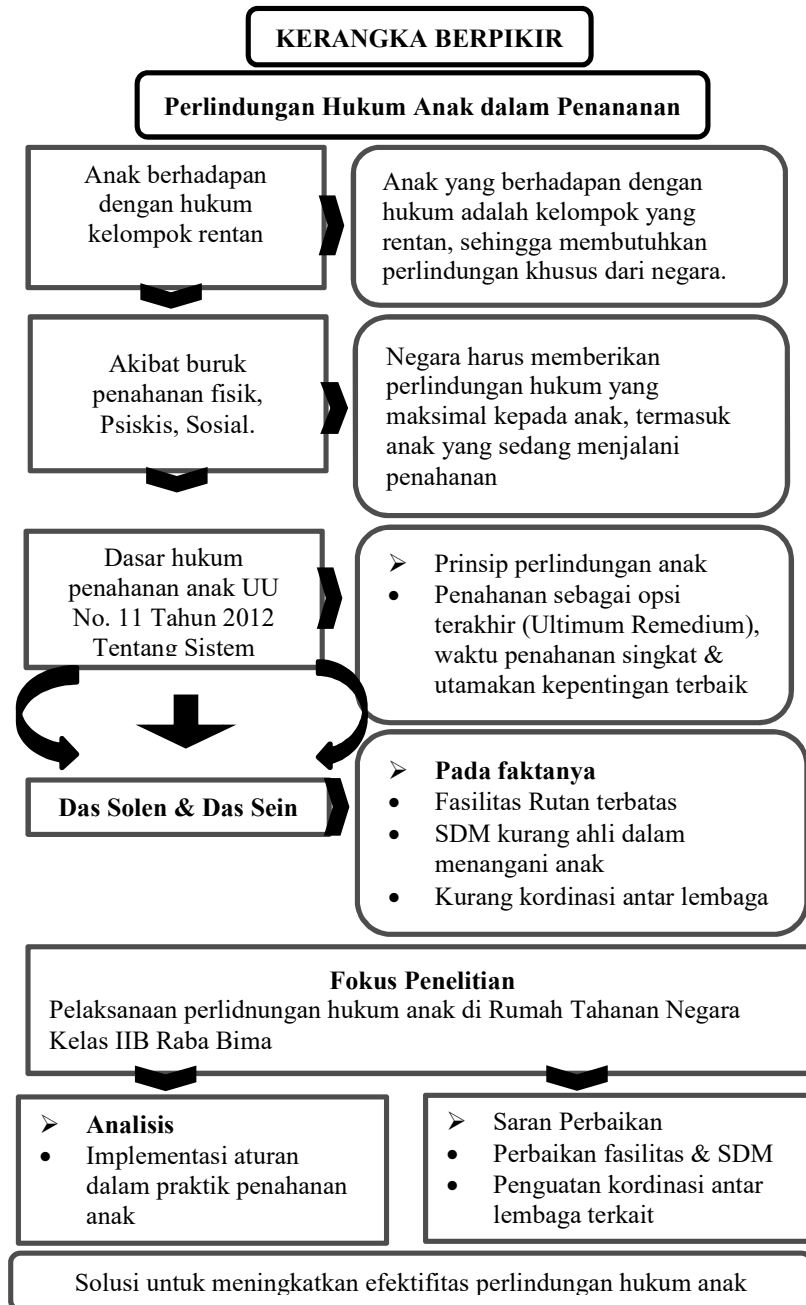 KERANGKA BERPIKIR
Perlindungan Hukum Anak dalam Penananan
Anak berhadapan
dengan hukum
kelompok rentan
Anak yang berhadapan dengan
hukum adalah kelompok yang
rentan, sehingga membutuhkan
perlindungan khusus dari negara.
Akibat buruk
penahanan fisik,
Psiskis, Sosial.
Negara harus memberikan
perlindungan hukum yang
maksimal kepada anak, termasuk
anak yang sedang menjalani
penahanan
Dasar hukum
penahanan anak UU
No. 11 Tahun 2012
Tentang Sistem
➢ Prinsip perlindungan anak
• Penahanan sebagai opsi
terakhir (Ultimum Remedium),
waktu penahanan singkat &
utamakan kepentingan terbaik
Das Solen & Das Sein
➢ Pada faktanya
• Fasilitas Rutan terbatas
• SDM kurang ahli dalam
menangani anak
• Kurang kordinasi antar lembaga
Fokus Penelitian
Pelaksanaan perlidnungan hukum anak di Rumah Tahanan Negara
Kelas IIB Raba Bima
➢ Analisis
• Implementasi aturan
dalam praktik penahanan
anak
➢ Saran Perbaikan
• Perbaikan fasilitas & SDM
• Penguatan kordinasi antar
lembaga terkait
Solusi untuk meningkatkan efektifitas perlindungan hukum anak